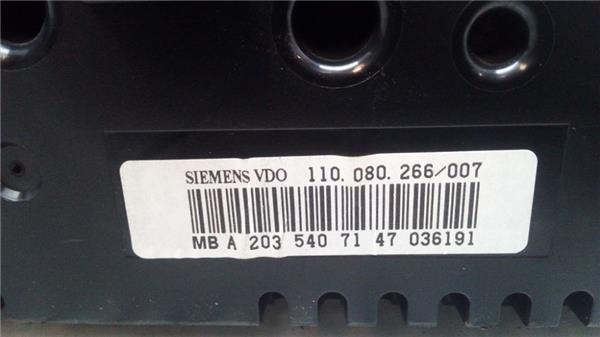 SIEMENS VDO 110.080.266/007
MB A 203 540 71 47 036191